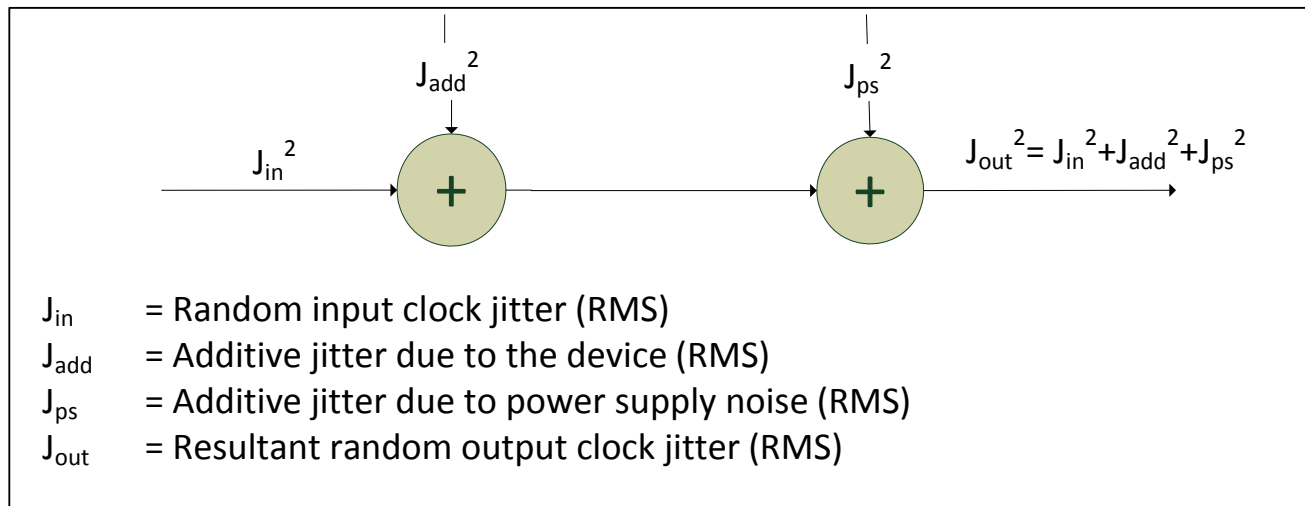 J_add^2
J_ps^2
J_in^2
J_out^2= J_in^2+J_add^2+J_ps^2
+
+
J_in = Random input clock jitter (RMS)
J_add = Additive jitter due to the device (RMS)
J_ps = Additive jitter due to power supply noise (RMS)
J_out = Resultant random output clock jitter (RMS)